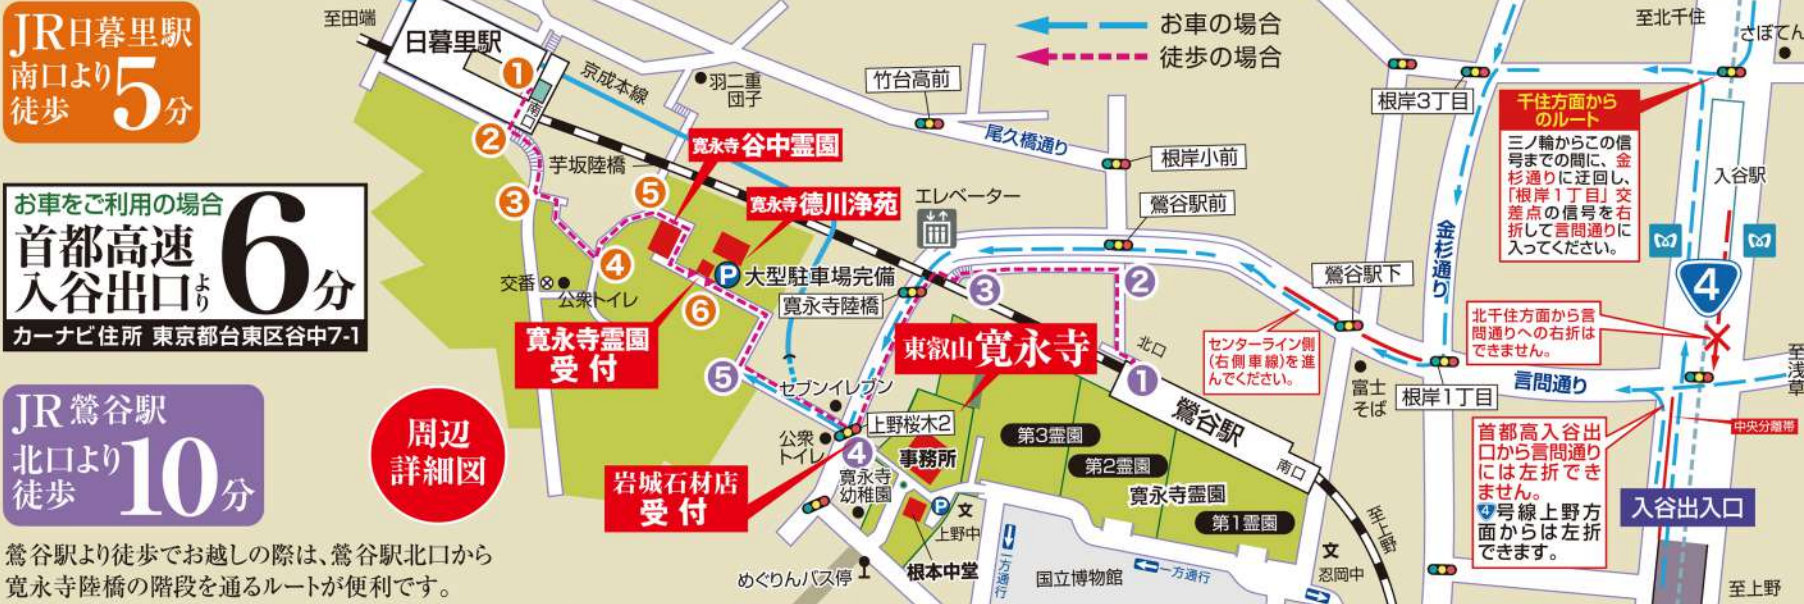 JR日暮里駅
南口より
徒歩
5分
お車をご利用の場合
首都高速
入谷出口より
6分
カーナビ住所 東京都台東区谷中7-1
JR鶯谷駅
北口より
徒歩
10分
周辺
詳細図
鶯谷駅より徒歩でお越しの際は、鶯谷駅北口から
寛永寺陸橋の階段を通るルートが便利です。
お車の場合
徒歩の場合
至田端
日暮里駅
1
南口
2
3
4
5
6
京成本線
羽二重
団子
芋坂陸橋
寛永寺谷中霊園
寛永寺徳川浄苑
P大型駐車場完備
交番
公衆トイレ
寛永寺霊園
受付
竹台高前
尾久橋通り
根岸小前
エレベーター
鶯谷駅前
寛永寺陸橋
1
2
3
4
5
北口
鶯谷駅
南口
東叡山寛永寺
セブンイレブン
上野桜木2
公衆
トイレ
岩城石材店
受付
事務所
寛永寺
幼稚園
P
文
上野中
根本中堂
めぐりんバス停
第3霊園
第2霊園
寛永寺霊園
第1霊園
一方通行
国立博物館
一方通行
至上野
文
忍岡中
至北千住
さぼてん
根岸3丁目
千住方面から
のルート
三ノ輪からこの信
号までの間に、金
杉通りに迂回し、
「根岸1丁目」交
差点の信号を右
折して言問通りに
入ってください。
入谷駅
金杉通り
鶯谷駅下
4
北千住方面から言
問通りへの右折は
できません。
センターライン側
(右側車線)を進
んでください。
富士
そば
根岸1丁目
言問通り
至浅草
中央分離帯
首都高入谷出
口から言問通り
には左折でき
ません。
4号線上野方
面からは左折
できます。
入谷出入口
至上野